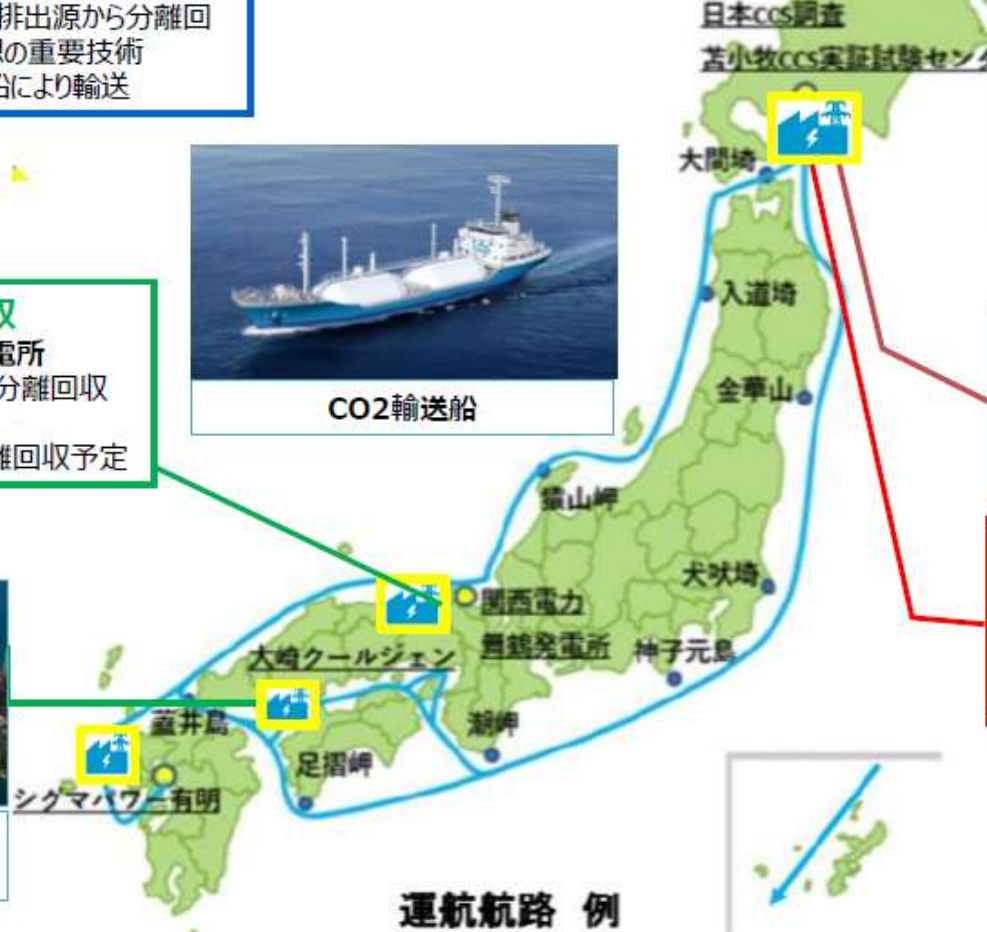 排出源から分離回
の重要技術
により輸送
日本CCS調査
苫小牧CCS実証試験センタ
大間埼
入道埼
電所
分離回収
離回収予定
CO2輸送船
金華山
猿山岬
犬吠埼
関西電力
舞鶴発電所
神子元島
大崎クールジェン
蓋井島
潮岬
足摺岬
シグマパワー有明
運航航路 例